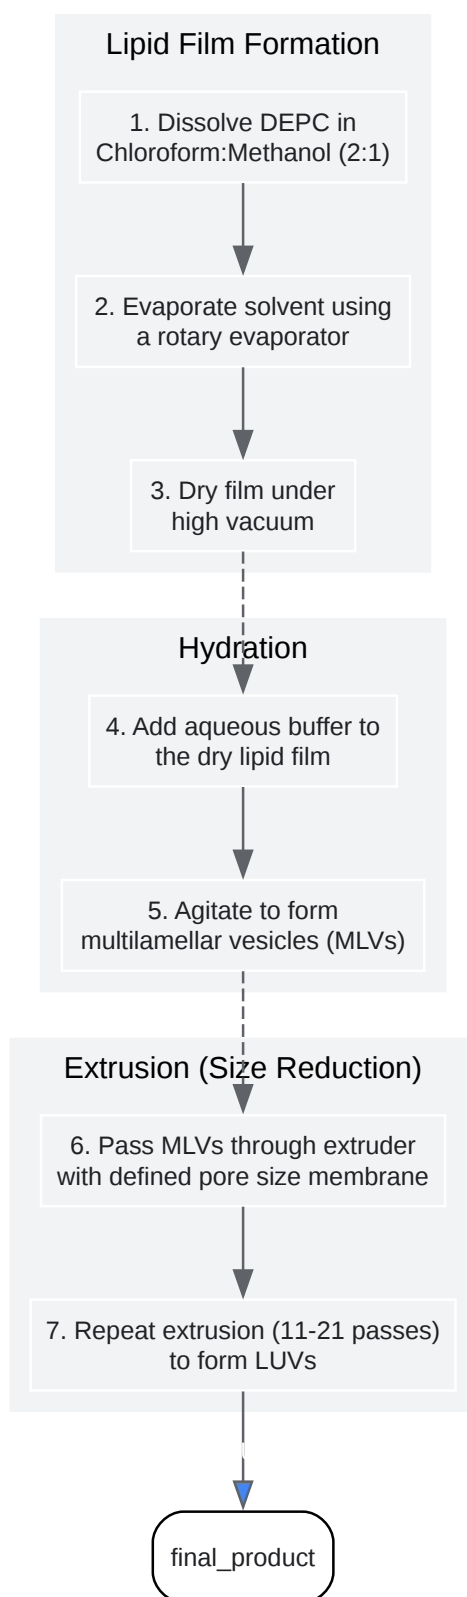 Lipid Film Formation
1. Dissolve DEPC in
Chloroform:Methanol (2:1)
2. Evaporate solvent using
a rotary evaporator
3. Dry film under
high vacuum
Hydration
4. Add aqueous buffer to
the dry lipid film
5. Agitate to form
multilamellar vesicles (MLVs)
Extrusion (Size Reduction)
6. Pass MLVs through extruder
with defined pore size membrane
7. Repeat extrusion (11-21 passes)
to form LUVs
final_product